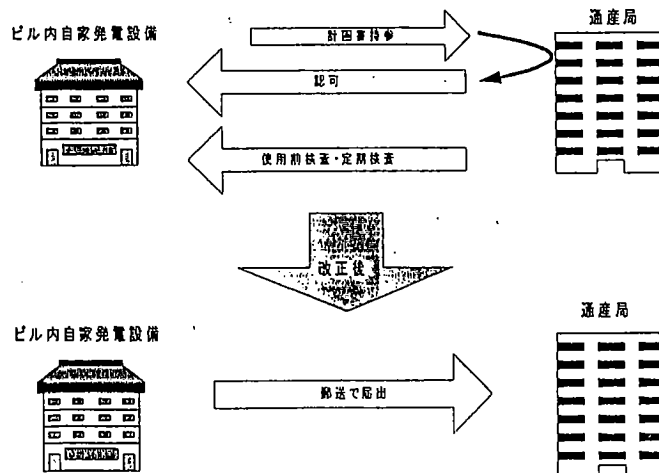 通産局
ビル内自家発電設備
計画書持参
認可
使用前検査・定期検査
改正後
通産局
ビル内自家発電設備
郵送で届出